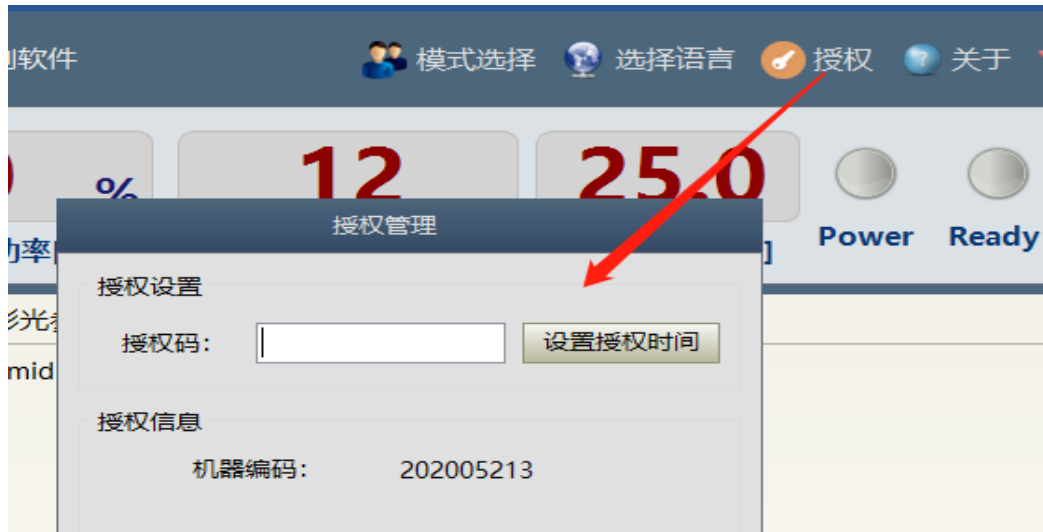 软件
模式选择 选择语言 授权 关于
% 12 25.0
Power Ready
授权管理
授权设置
授权码： 设置授权时间
mid
授权信息
机器编码： 202005213